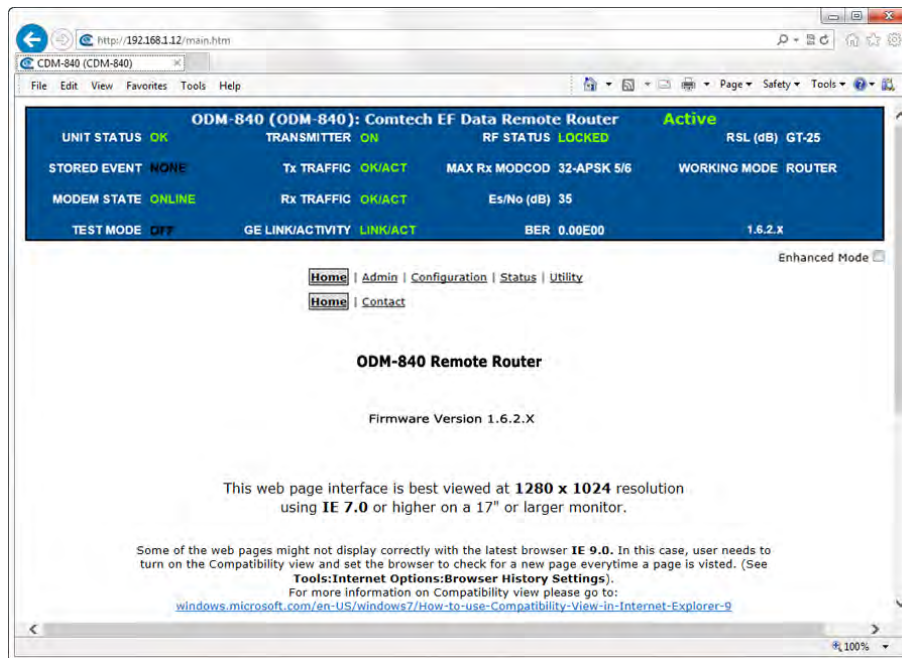 http://192.168.1.12/main.htm
CDM-840 (CDM-840)
File Edit View Favorites Tools Help
Page Safety Tools
ODM-840 (ODM-840): Comtech EF Data Remote Router Active
UNIT STATUS OK TRANSMITTER ON RF STATUS LOCKED RSL (dB) GT-25
STORED EVENT NONE Tx TRAFFIC OK/ACT MAX Rx MODCOD 32-APSK 5/6 WORKING MODE ROUTER
MODEM STATE ONLINE Rx TRAFFIC OK/ACT Es/No (dB) 35
TEST MODE OFF GE LINK/ACTIVITY LINK/ACT BER 0.00E00 1.6.2.X
Enhanced Mode
Home | Admin | Configuration | Status | Utility
Home | Contact
ODM-840 Remote Router
Firmware Version 1.6.2.X
This web page interface is best viewed at 1280 x 1024 resolution
using IE 7.0 or higher on a 17" or larger monitor.
Some of the web pages might not display correctly with the latest browser IE 9.0. In this case, user needs to
turn on the Compatibility view and set the browser to check for a new page everytime a page is visted. (See
Tools:Internet Options:Browser History Settings).
For more information on Compatibility view please go to:
windows.microsoft.com/en-US/windows7/How-to-use-Compatibility-View-in-Internet-Explorer-9
100%